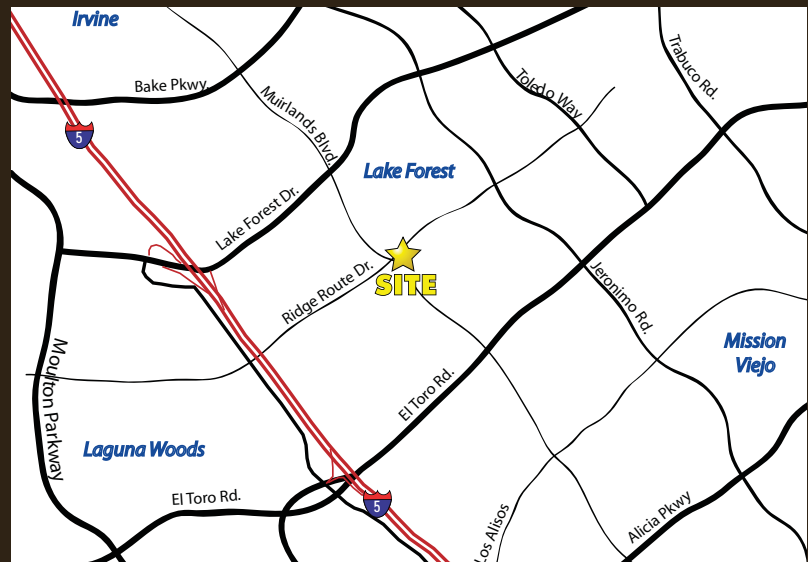 Irvine
Bake Pkwy.
Trabuco Rd.
Toledo Way
Muirlands Blvd.
5
Lake Forest
Lake Forest Dr.
SITE
Ridge Route Dr.
Jeronimo Rd.
Mission
Viejo
Moulton Parkway
El Toro Rd.
Laguna Woods
El Toro Rd.
5
Los Alisos
Alicia Pkwy